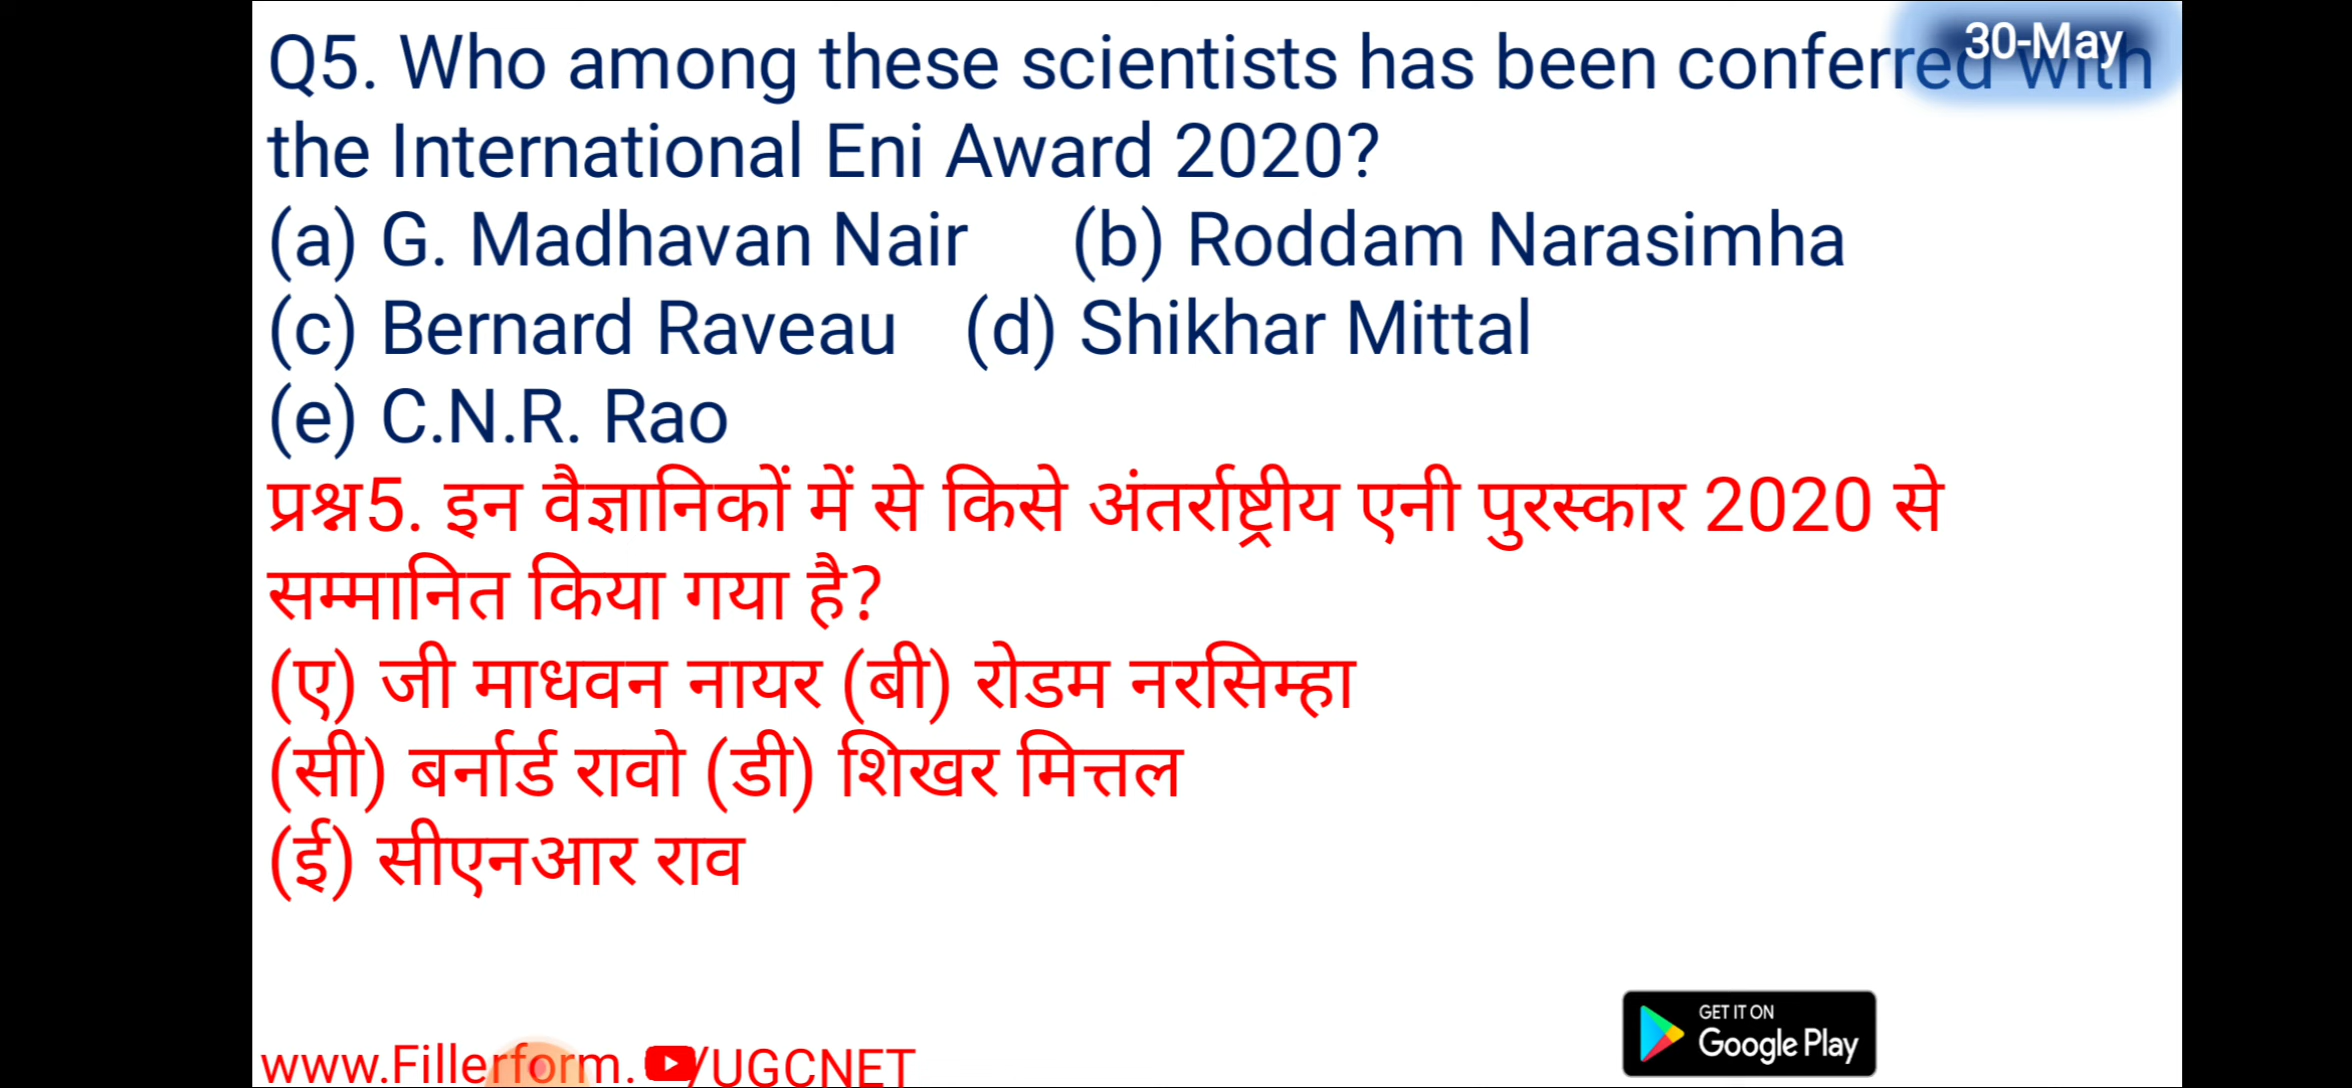 Q5. Who among these scientists has been conferred with
30-May
the International Eni Award 2020?
(a) G. Madhavan Nair (b) Roddam Narasimha
(c) Bernard Raveau (d) Shikhar Mittal
(e) C.N.R. Rao
प्रश्न5. इन वैज्ञानिकों में से किसे अंतर्राष्ट्रीय एनी पुरस्कार 2020 से
सम्मानित किया गया है?
(ए) जी माधवन नायर (बी) रोडम नरसिम्हा
(सी) बर्नार्ड रावो (डी) शिखर मित्तल
(ई) सीएनआर राव
GET IT ON
Google Play
www.Fillerform. /UGCNET